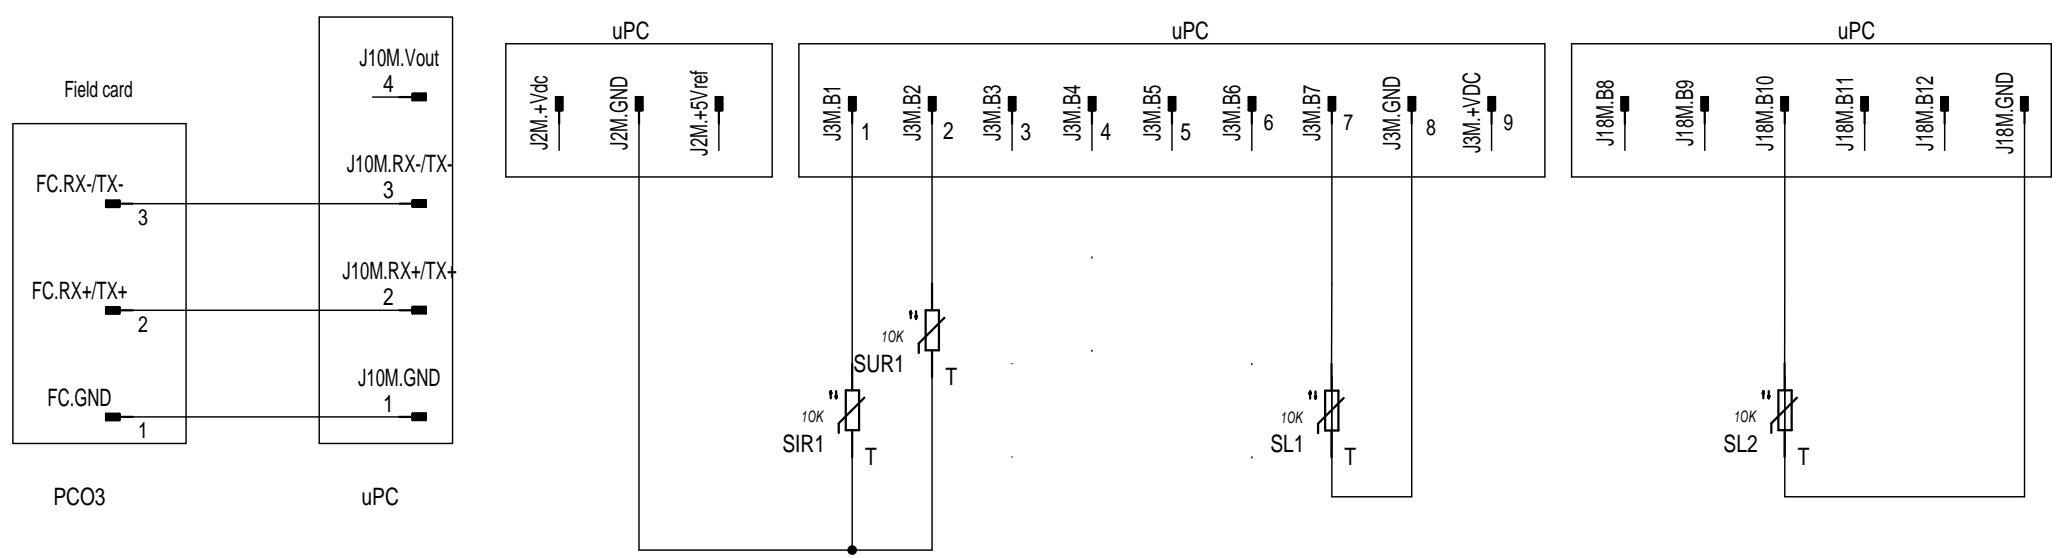 Field card
FC.RX-/TX-
3
FC.RX+/TX+
2
FC.GND
1
PCO3
J10M.Vout
4
J10M.RX-/TX-
3
J10M.RX+/TX+
2
J10M.GND
1
uPC
uPC
J2M.+Vdc
J2M.GND
J2M.+5Vref
uPC
J3M.B1
1
J3M.B2
2
J3M.B3
3
J3M.B4
4
J3M.B5
5
J3M.B6
6
J3M.B7
7
J3M.GND
8
J3M.+VDC
9
10K
SUR1
T
10K
SIR1
T
10K
SL1
T
uPC
J18M.B8
J18M.B9
J18M.B10
J18M.B11
J18M.B12
J18M.GND
10K
SL2
T